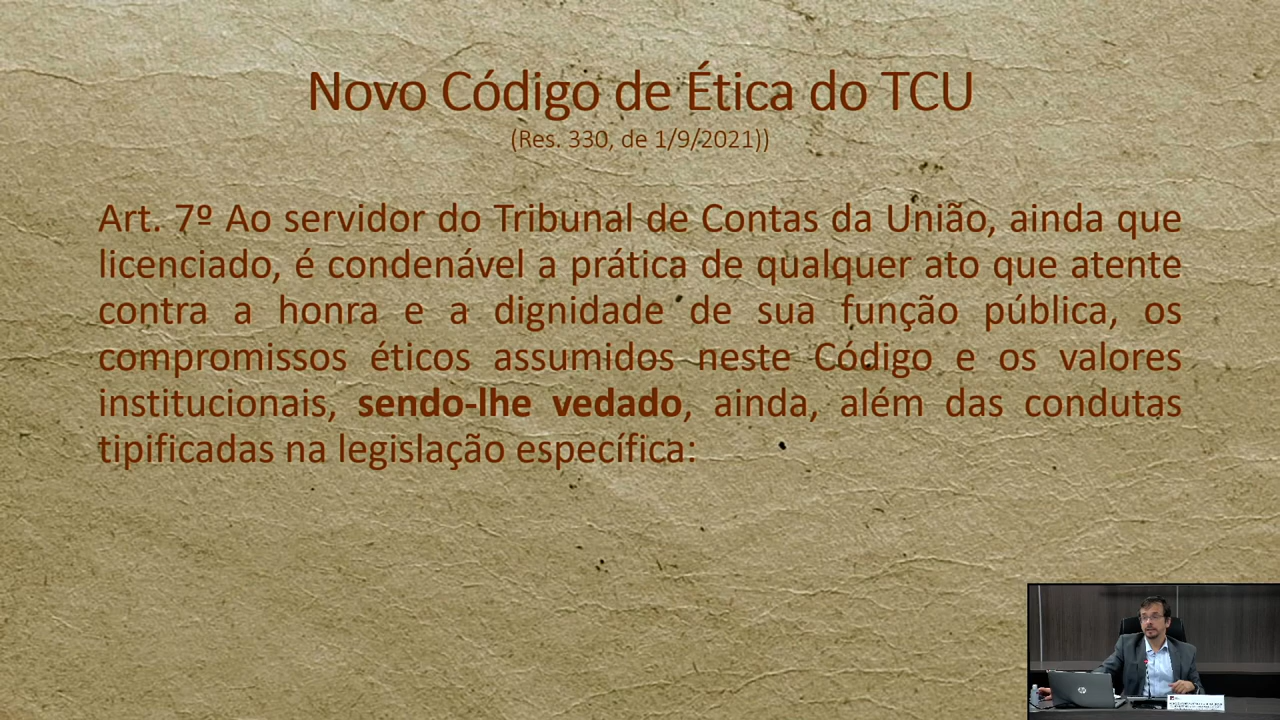 Novo Código de Ética do TCU
(Res. 330, de 1/9/2021))
Art. 7º Ao servidor do Tribunal de Contas da União, ainda que
licenciado, é condenável a prática de qualquer ato que atente
contra a honra e a dignidade de sua função pública, os
compromissos éticos assumidos neste Código e os valores
institucionais, sendo-lhe vedado, ainda, além das condutas
tipificadas na legislação específica:
hp